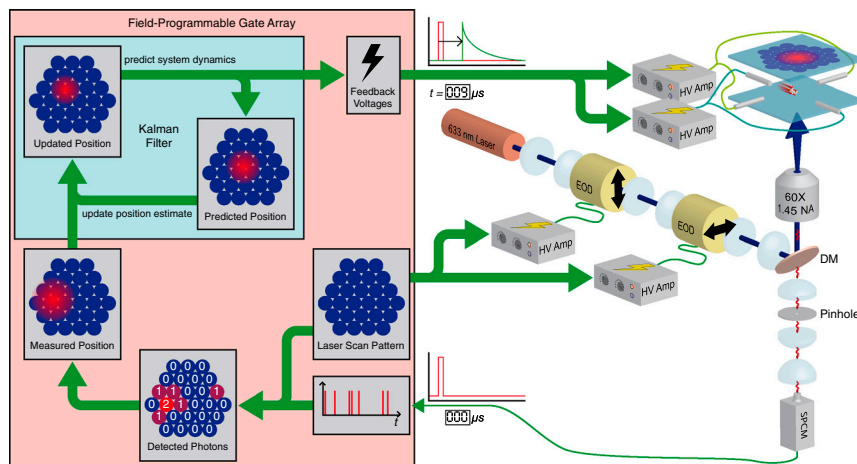 Field-Programmable Gate Array
predict system dynamics
Updated Position
Kalman
Filter
Predicted Position
update position estimate
Feedback
Voltages
t = 009 μs
HV Amp
HV Amp
633 nm Laser
EOD
EOD
60X
1.45 NA
HV Amp
HV Amp
DM
Pinhole
Measured Position
Laser Scan Pattern
0 0 0
0 0 0 0
1 1 0 0 1
0 2 1 0 0 0
1 0 0 0 0
0 0 0 0
0 0 0
Detected Photons
t
000 μs
SPCM